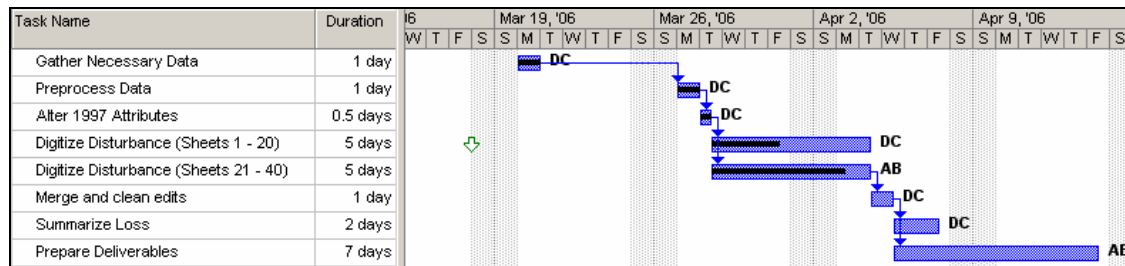 Task Name Duration 06 Mar 19, '06 Mar 26, '06 Apr 2, '06 Apr 9, '06
W T F S S M T W T F S S M T W T F S S M T W T F S S M T W T F S
Gather Necessary Data 1 day DC
Preprocess Data 1 day DC
Alter 1997 Attributes 0.5 days DC
Digitize Disturbance (Sheets 1 - 20) 5 days DC
Digitize Disturbance (Sheets 21 - 40) 5 days AB
Merge and clean edits 1 day DC
Summarize Loss 2 days DC
Prepare Deliverables 7 days AB